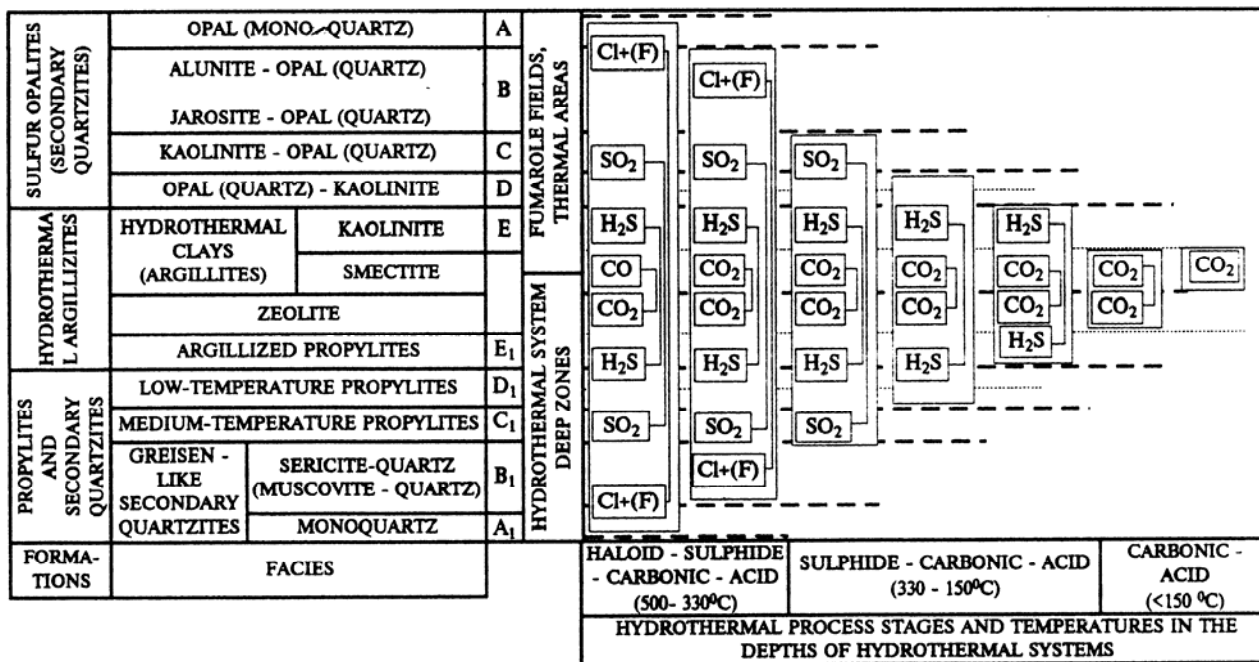 SULFUR OPALITES
(SECONDARY
QUARTZITES)
OPAL (MONO-QUARTZ)
A
ALUNITE - OPAL (QUARTZ)
JAROSITE - OPAL (QUARTZ)
B
KAOLINITE - OPAL (QUARTZ)
C
OPAL (QUARTZ) - KAOLINITE
D
HYDROTHERMA
L ARGILLIZITES
HYDROTHERMAL
CLAYS
(ARGILLITES)
KAOLINITE
E
SMECTITE
ZEOLITE
ARGILLIZED PROPYLITES
E₁
PROPYLITES
AND
SECONDARY
QUARTZITES
LOW-TEMPERATURE PROPYLITES
D₁
MEDIUM-TEMPERATURE PROPYLITES
C₁
GREISEN -
LIKE
SECONDARY
QUARTZITES
SERICITE-QUARTZ
(MUSCOVITE - QUARTZ)
B₁
MONOQUARTZ
A₁
FORMA-
TIONS
FACIES
FUMAROLE FIELDS,
THERMAL AREAS
HYDROTHERMAL SYSTEM
DEEP ZONES
Cl+(F)
SO₂
H₂S
CO
CO₂
H₂S
SO₂
Cl+(F)
Cl+(F)
SO₂
H₂S
CO₂
CO₂
H₂S
SO₂
Cl+(F)
SO₂
H₂S
CO₂
CO₂
H₂S
SO₂
H₂S
CO₂
CO₂
H₂S
H₂S
CO₂
CO₂
H₂S
CO₂
CO₂
CO₂
HALOID - SULPHIDE
- CARBONIC - ACID
(500- 330⁰C)
SULPHIDE - CARBONIC - ACID
(330 - 150⁰C)
CARBONIC -
ACID
(<150 ⁰C)
HYDROTHERMAL PROCESS STAGES AND TEMPERATURES IN THE
DEPTHS OF HYDROTHERMAL SYSTEMS